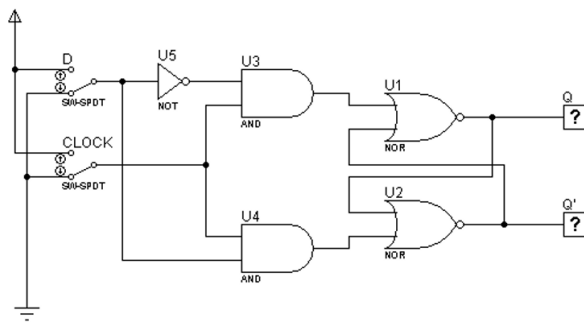 D
SW-SPDT
CLOCK
SW-SPDT
U5
NOT
U3
AND
U4
AND
U1
NOR
U2
NOR
Q
?
Q'
?